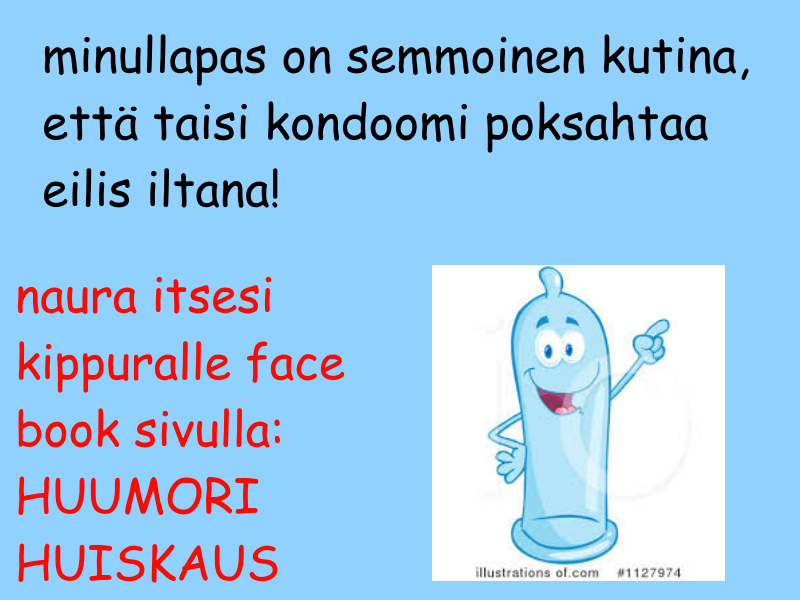 minullapas on semmoinen kutina,
että taisi kondoomi poksahtaa
eilis iltana!
naura itsesi
kippuralle face
book sivulla:
HUUMORI
HUISKAUS
illustrations of.com #1127974